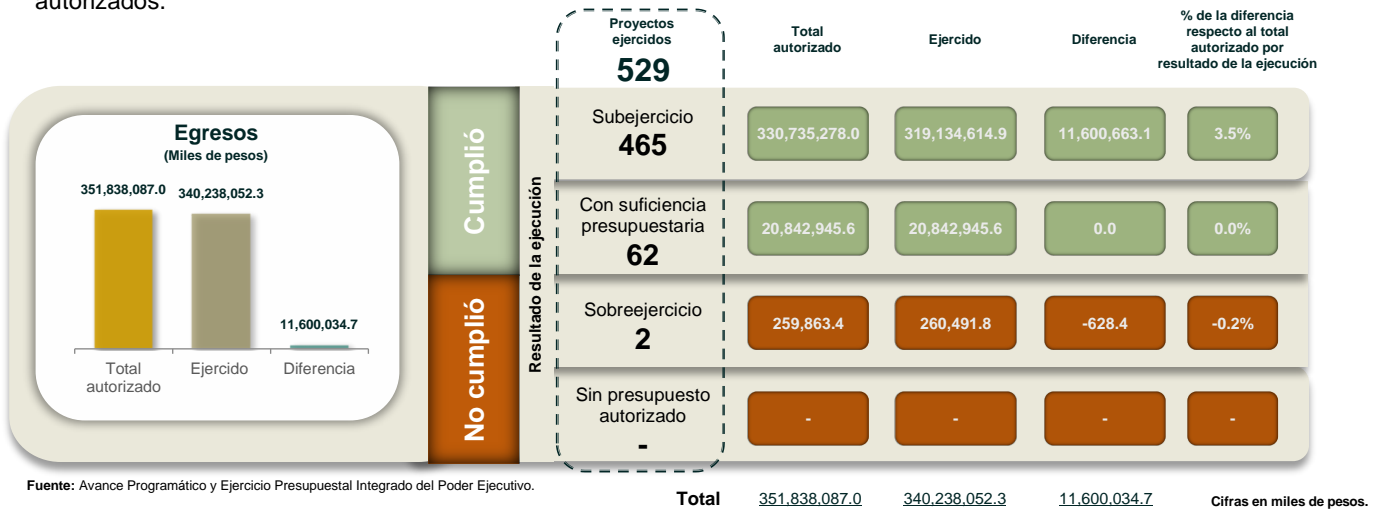 autorizados.
Proyectos
ejercidos
529
Total
autorizado
Ejercido
Diferencia
% de la diferencia
respecto al total
autorizado por
resultado de la ejecución
Egresos
(Miles de pesos)
351,838,087.0
340,238,052.3
11,600,034.7
Total
autorizado
Ejercido
Diferencia
Cumplió
No cumplió
Resultado de la ejecución
Subejercicio
465
330,735,278.0
319,134,614.9
11,600,663.1
3.5%
Con suficiencia
presupuestaria
62
20,842,945.6
20,842,945.6
0.0
0.0%
Sobreejercicio
2
259,863.4
260,491.8
-628.4
-0.2%
Sin presupuesto
autorizado
-
-
-
-
-
Fuente: Avance Programático y Ejercicio Presupuestal Integrado del Poder Ejecutivo.
Total
351,838,087.0
340,238,052.3
11,600,034.7
Cifras en miles de pesos.